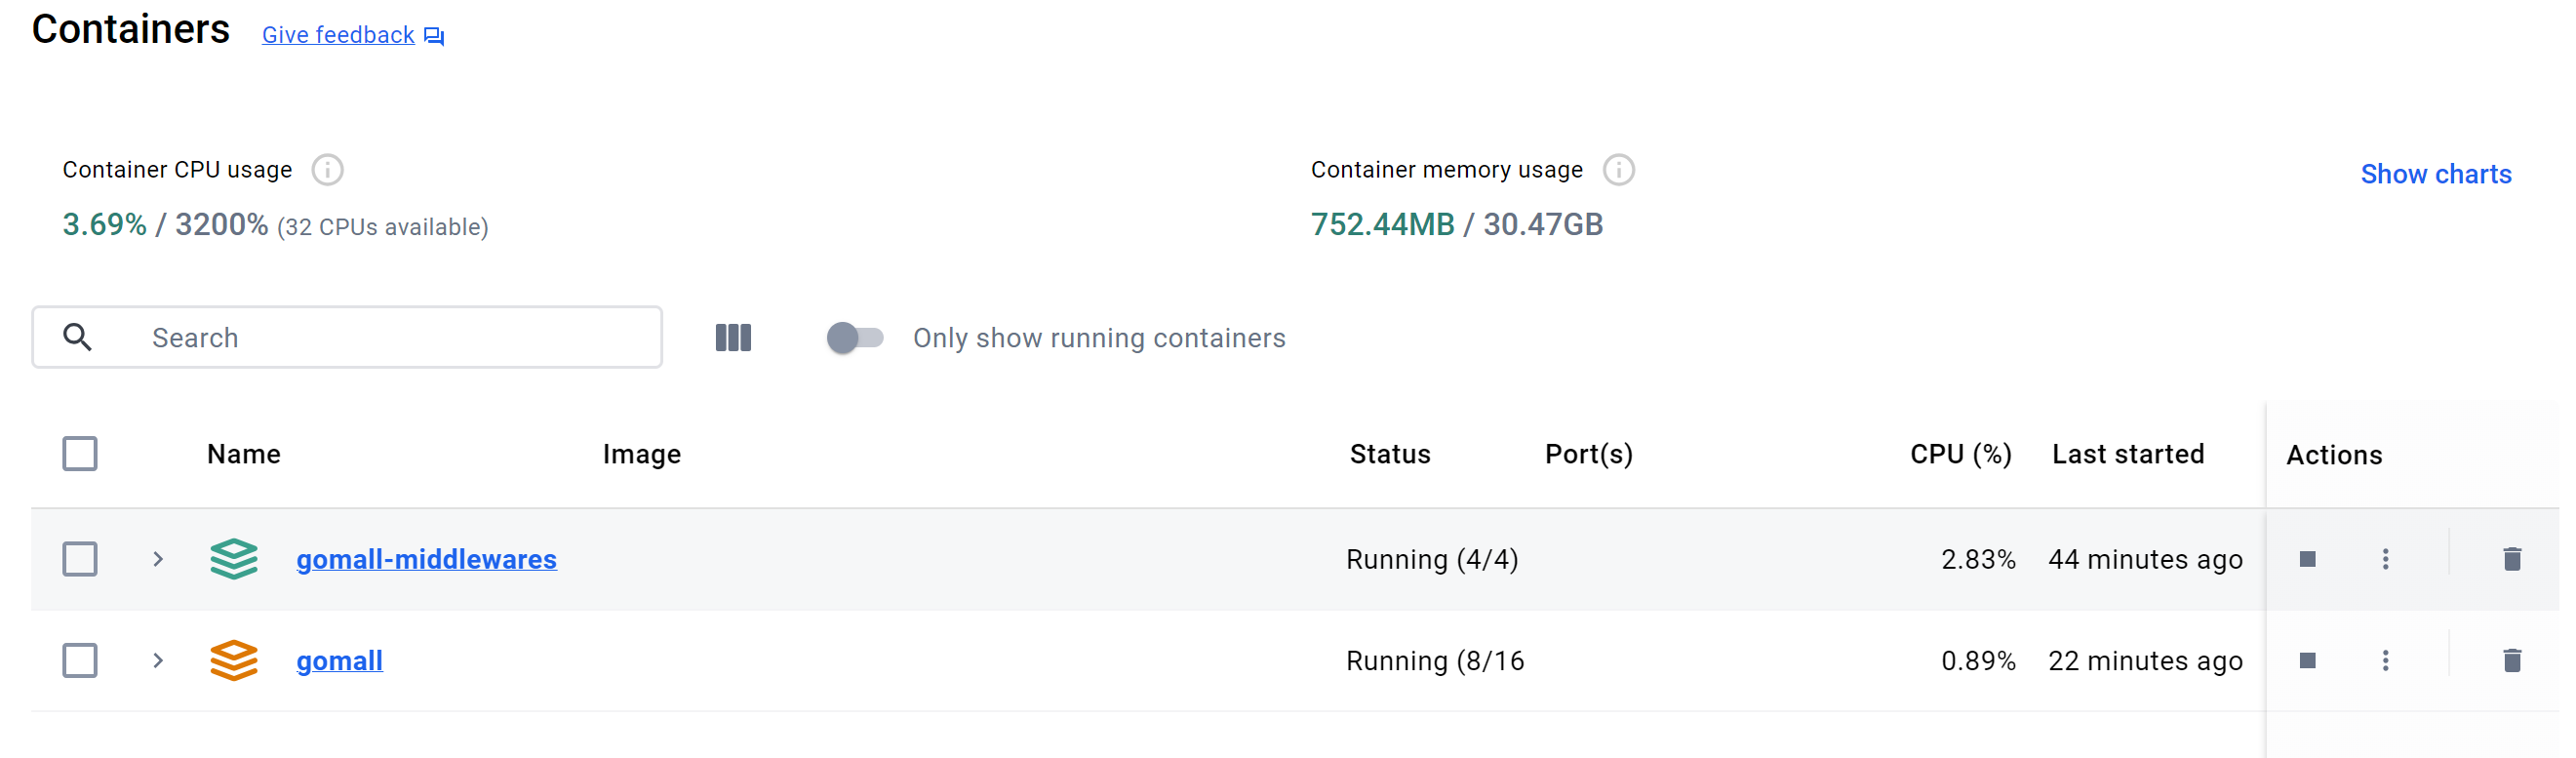 Containers Give feedback
Container CPU usage
3.69% / 3200% (32 CPUs available)
Container memory usage
752.44MB / 30.47GB
Show charts
Search
Only show running containers
Name Image Status Port(s) CPU (%) Last started Actions
gomall-middlewares Running (4/4) 2.83% 44 minutes ago
gomall Running (8/16 0.89% 22 minutes ago